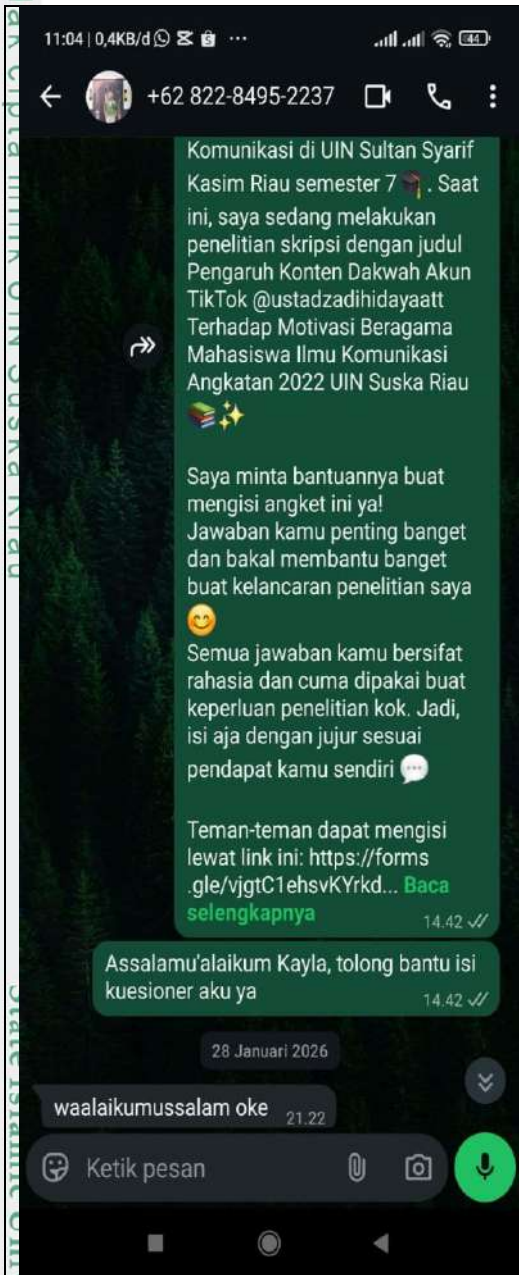 11:04 | 0,4KB/d
44
+62 822-8495-2237
Komunikasi di UIN Sultan Syarif
Kasim Riau semester 7🎓. Saat
ini, saya sedang melakukan
penelitian skripsi dengan judul
Pengaruh Konten Dakwah Akun
TikTok @ustadzadihidayaatt
Terhadap Motivasi Beragama
Mahasiswa Ilmu Komunikasi
Angkatan 2022 UIN Suska Riau
📚✨
Saya minta bantuannya buat
mengisi angket ini ya!
Jawaban kamu penting banget
dan bakal membantu banget
buat kelancaran penelitian saya
😊
Semua jawaban kamu bersifat
rahasia dan cuma dipakai buat
keperluan penelitian kok. Jadi,
isi aja dengan jujur sesuai
pendapat kamu sendiri 💬
Teman-teman dapat mengisi
lewat link ini: https://forms
.gle/vjgtC1ehsvKYrkd... Baca
selengkapnya
14.42
Assalamu'alaikum Kayla, tolong bantu isi
kuesioner aku ya
14.42
28 Januari 2026
waalaikumussalam oke 21.22
Ketik pesan